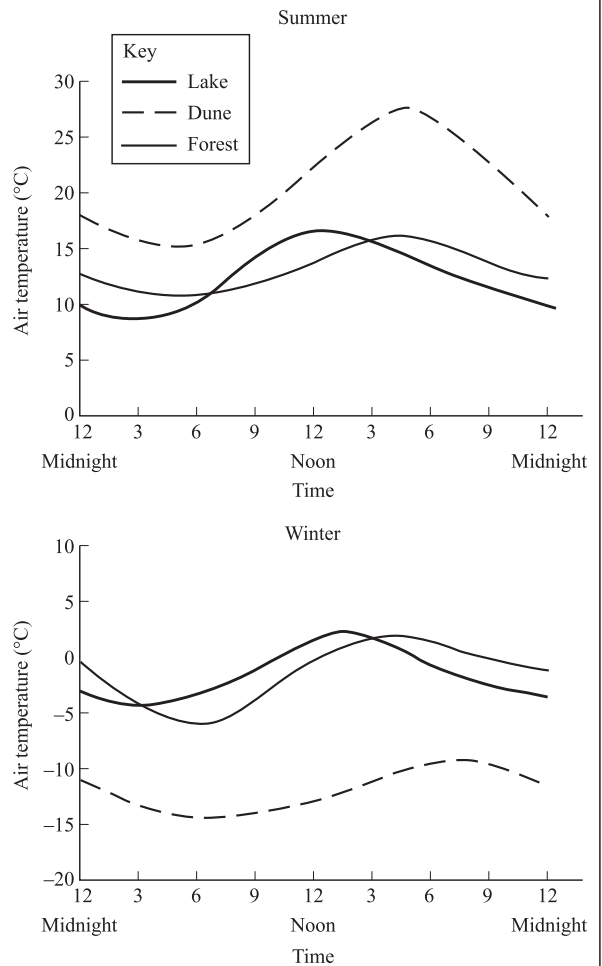 Summer
Key
Lake
Dune
Forest
30
25
20
15
10
5
0
Air temperature (°C)
12 3 6 9 12 3 6 9 12
Midnight Noon Midnight
Time
Winter
10
5
0
–5
–10
–15
–20
Air temperature (°C)
12 3 6 9 12 3 6 9 12
Midnight Noon Midnight
Time